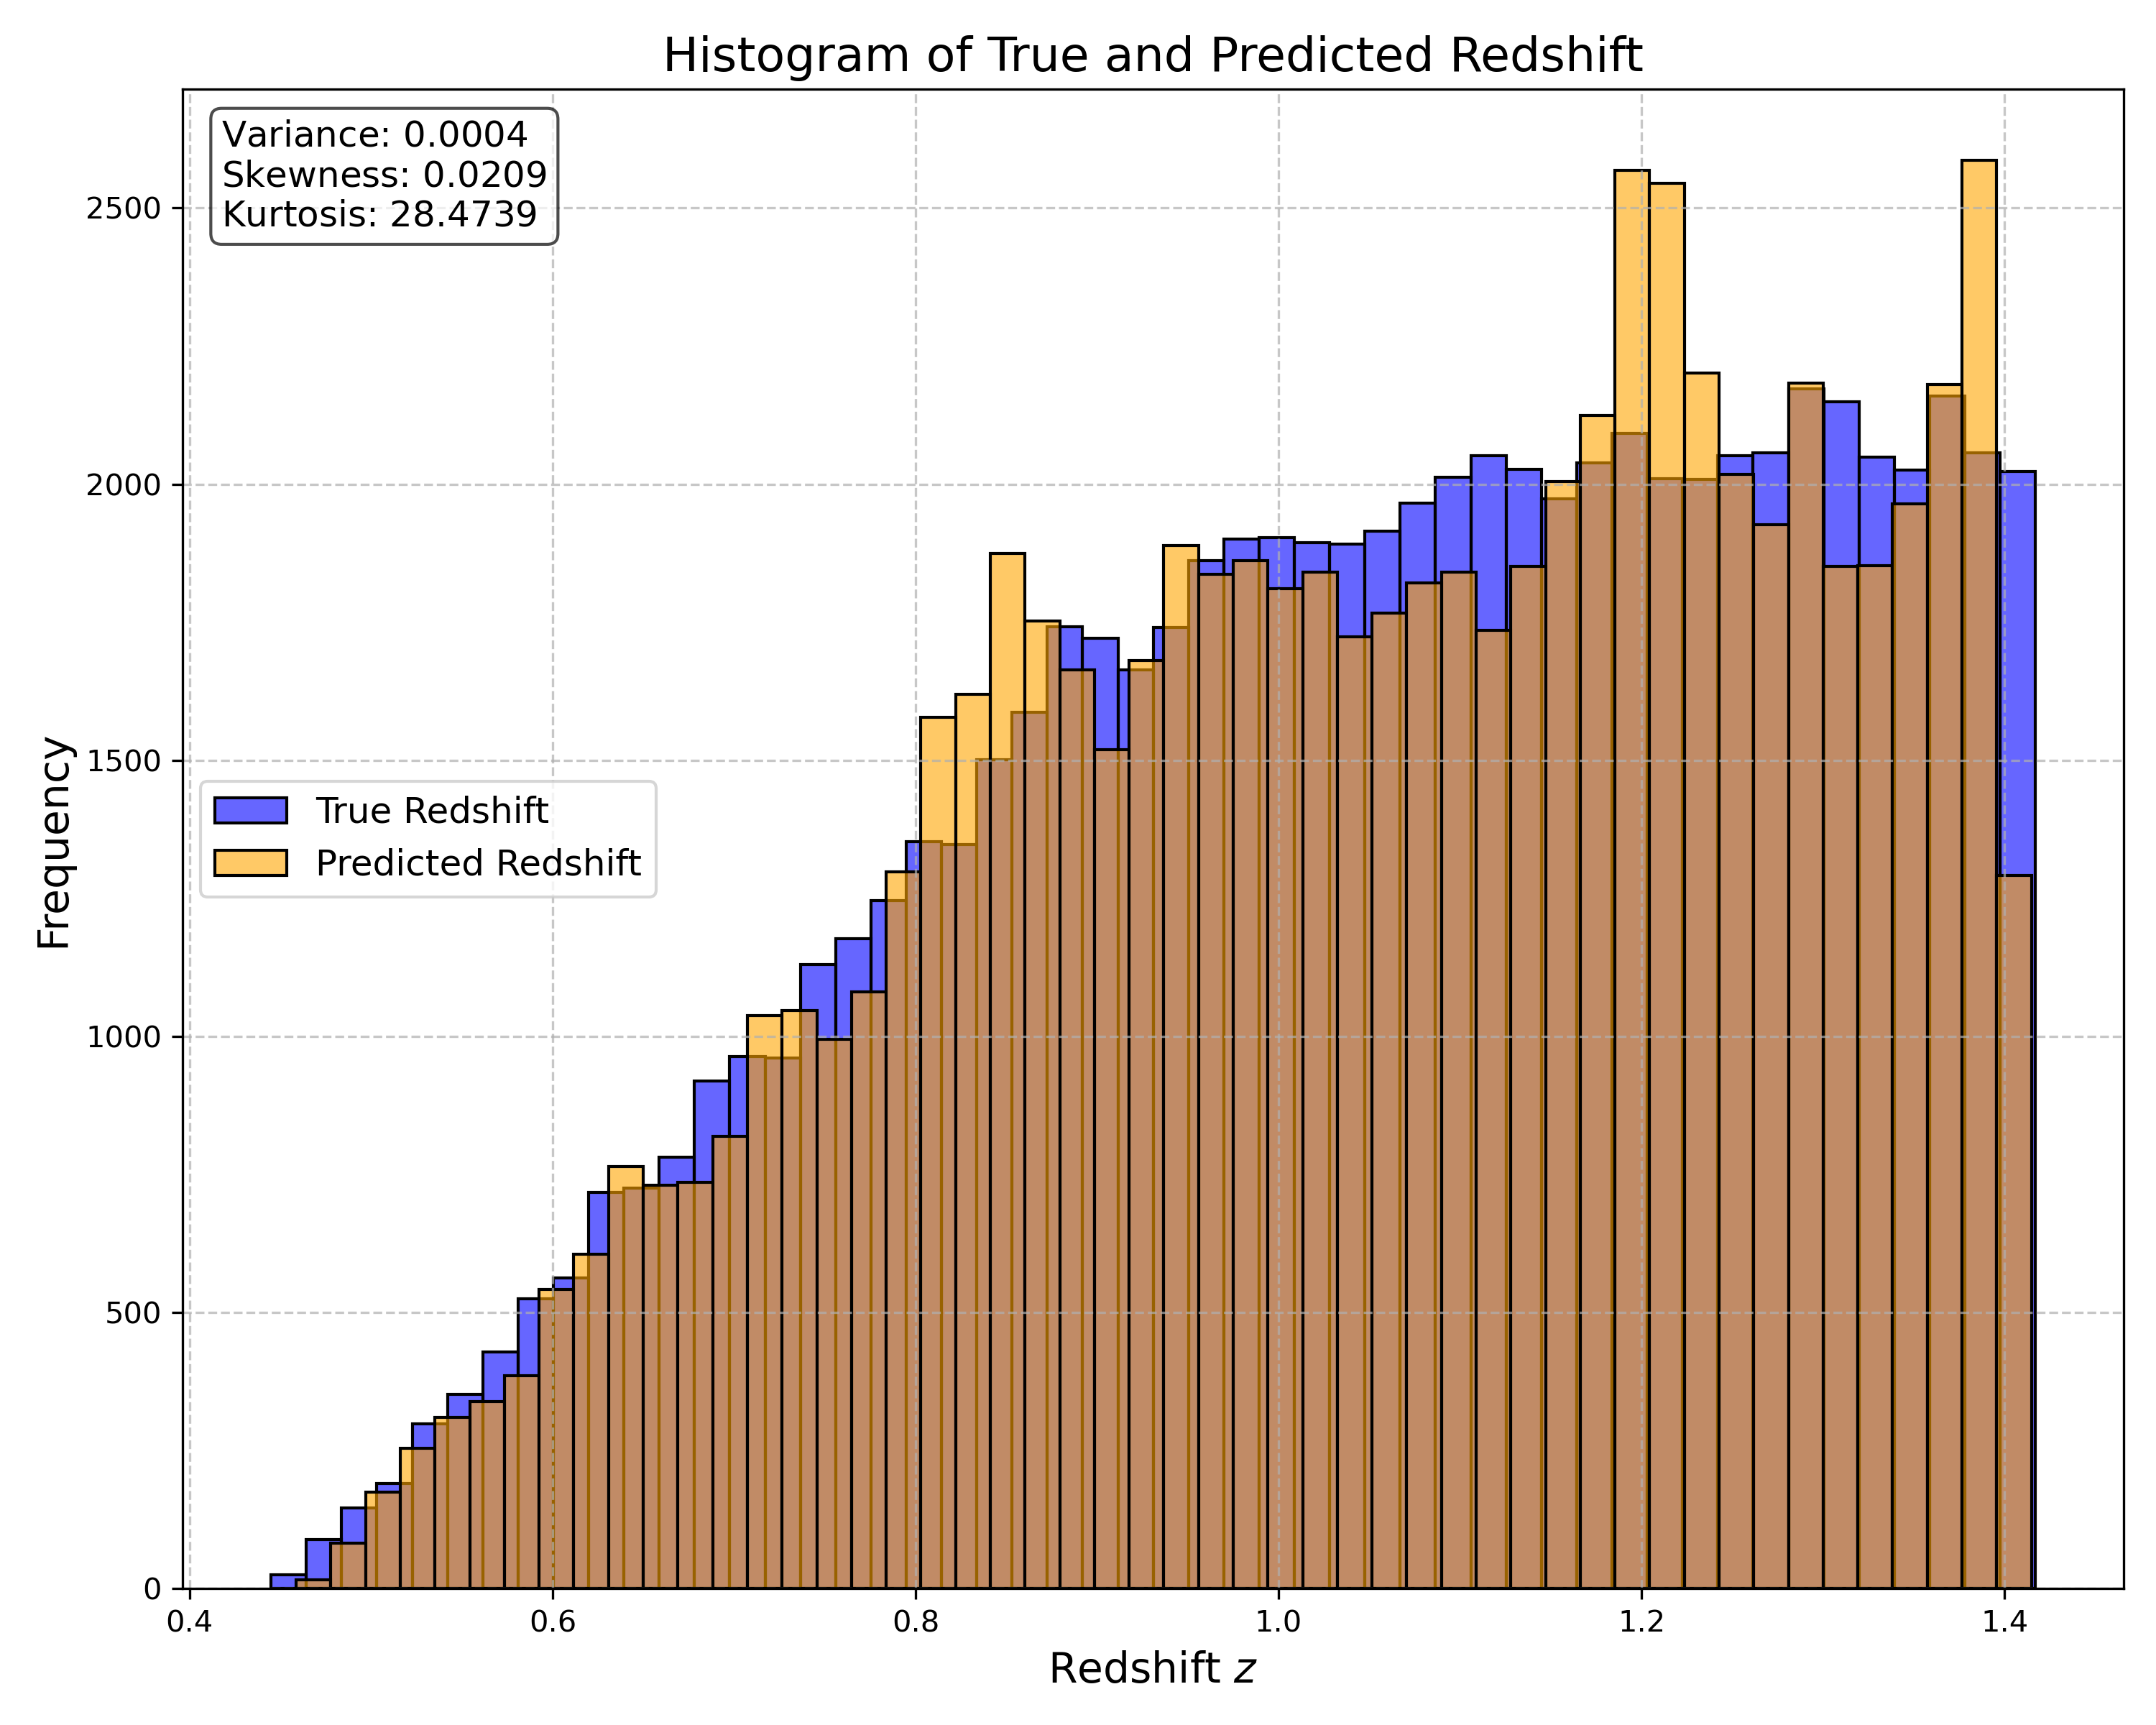 Histogram of True and Predicted Redshift
Variance: 0.0004
Skewness: 0.0209
Kurtosis: 28.4739
2500
2000
1500
1000
500
0
Frequency
True Redshift
Predicted Redshift
0.4 0.6 0.8 1.0 1.2 1.4
Redshift z